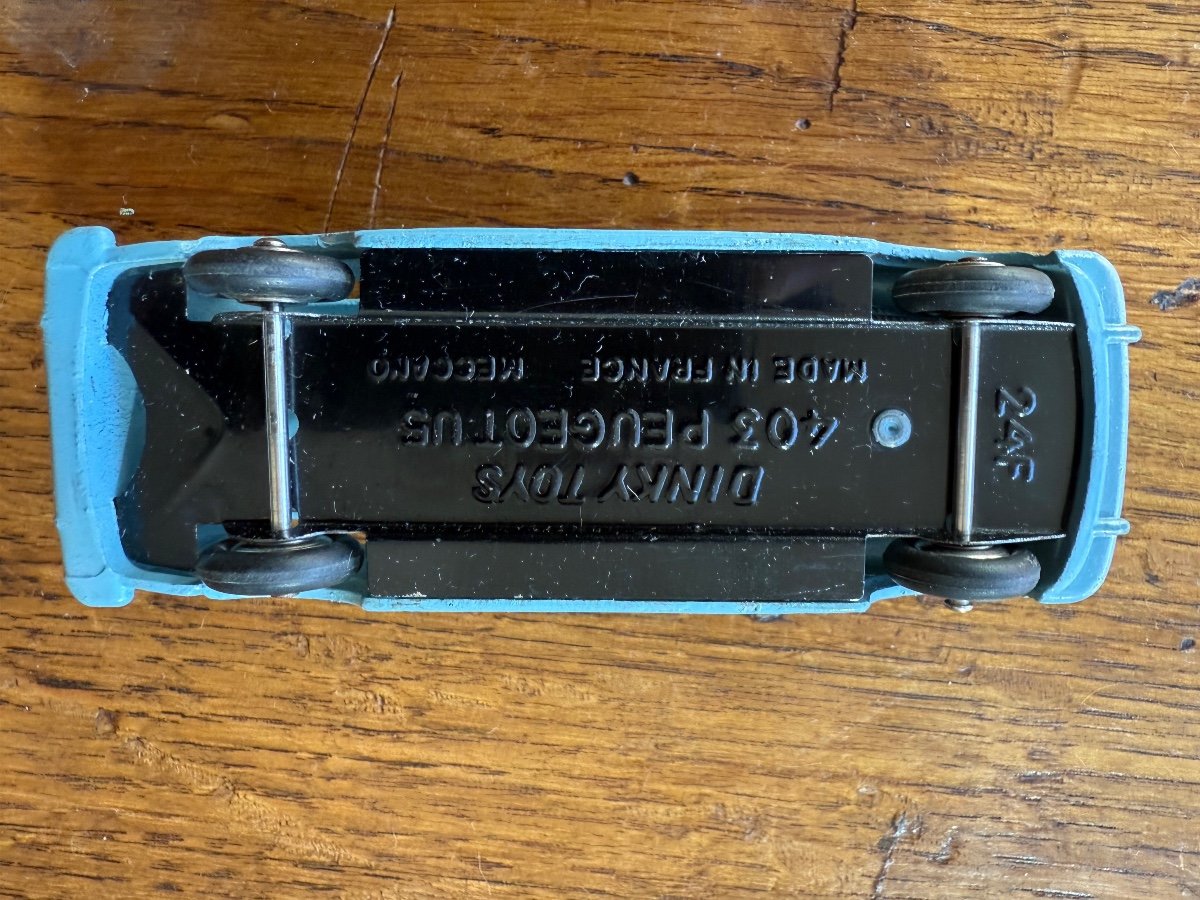 DINKY TOYS
403 PEUGEOT U5
MADE IN FRANCE MECCANO
24F